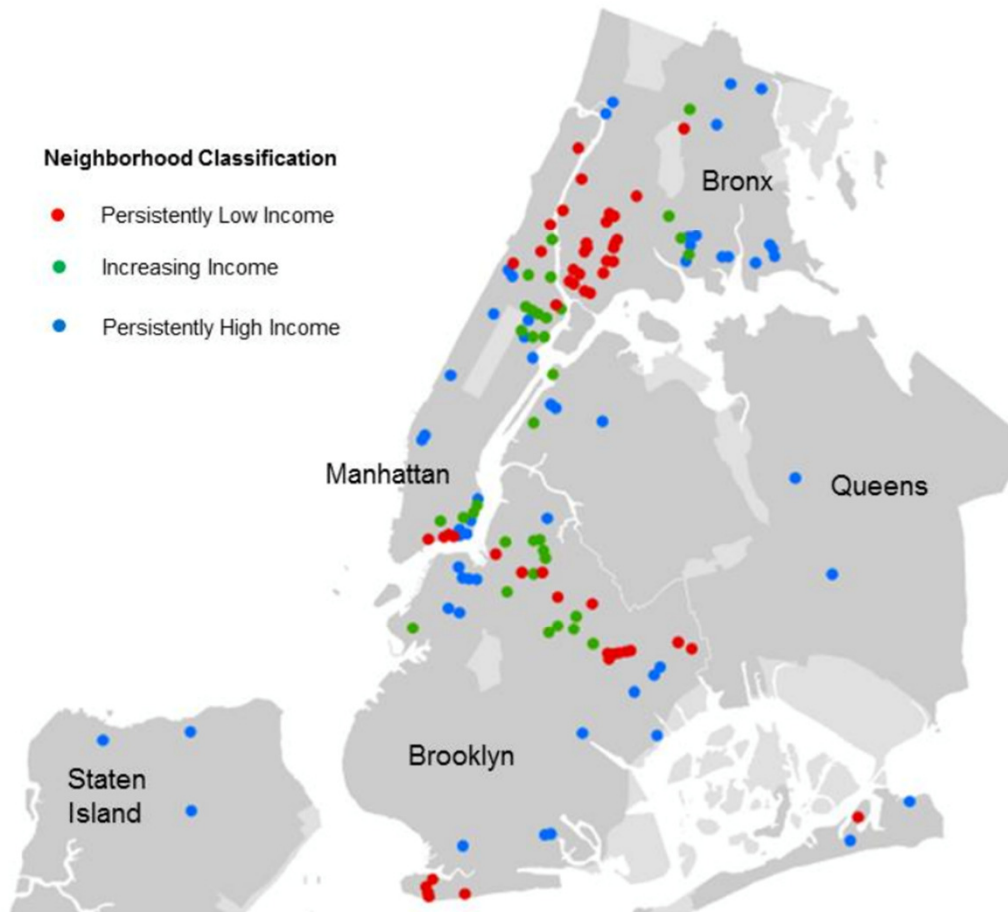 Neighborhood Classification
Persistently Low Income
Increasing Income
Persistently High Income
Bronx
Manhattan
Queens
Brooklyn
Staten
Island